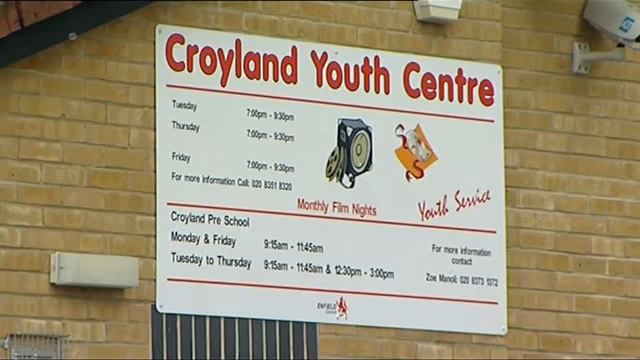 Croyland Youth Centre
Tuesday 7:00pm - 9:30pm
Thursday 7:00pm - 9:30pm
Friday 7:00pm - 9:30pm
For more information Call: 020 8351 8320
Monthly Film Nights
Youth Service
Croyland Pre School
Monday & Friday 9:15am - 11:45am
Tuesday to Thursday 9:15am - 11:45am & 12:30pm - 3:00pm
For more information
contact
Zoe Manoli: 020 8373 1372
ENFIELD